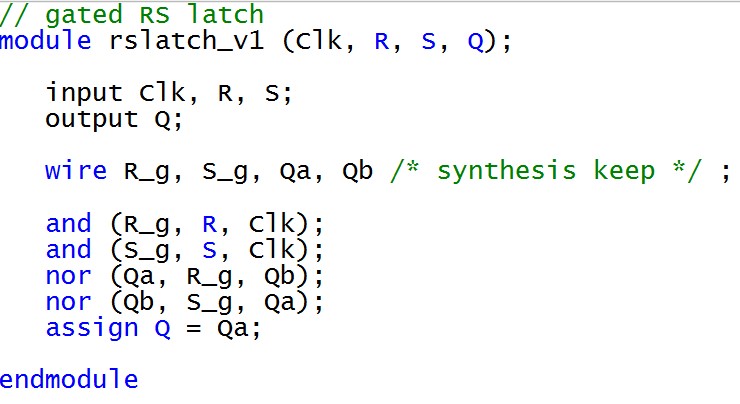 // gated RS latch
module rslatch_v1 (Clk, R, S, Q);
input Clk, R, S;
output Q;
wire R_g, S_g, Qa, Qb /* synthesis keep */ ;
and (R_g, R, Clk);
and (S_g, S, Clk);
nor (Qa, R_g, Qb);
nor (Qb, S_g, Qa);
assign Q = Qa;
endmodule